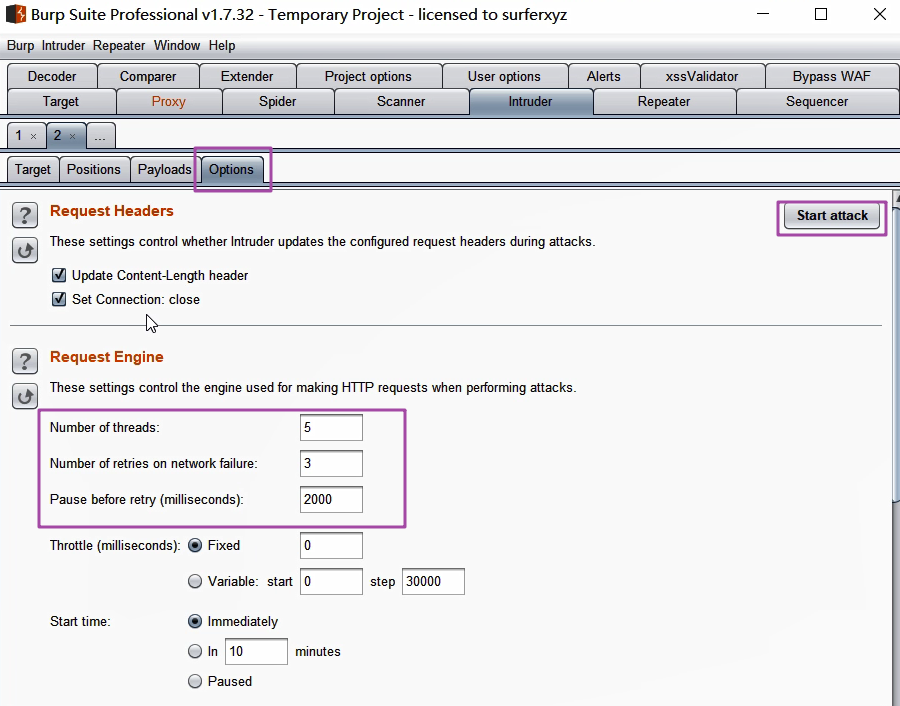 Burp Suite Professional v1.7.32 - Temporary Project - licensed to surferxyz
Burp Intruder Repeater Window Help
Decoder Comparer Extender Project options User options Alerts xssValidator Bypass WAF
Target Proxy Spider Scanner Intruder Repeater Sequencer
1 × 2 × ...
Target Positions Payloads Options
? Request Headers Start attack
These settings control whether Intruder updates the configured request headers during attacks.
Update Content-Length header
Set Connection: close
? Request Engine
These settings control the engine used for making HTTP requests when performing attacks.
Number of threads: 5
Number of retries on network failure: 3
Pause before retry (milliseconds): 2000
Throttle (milliseconds): Fixed 0
Variable: start 0 step 30000
Start time: Immediately
In 10 minutes
Paused